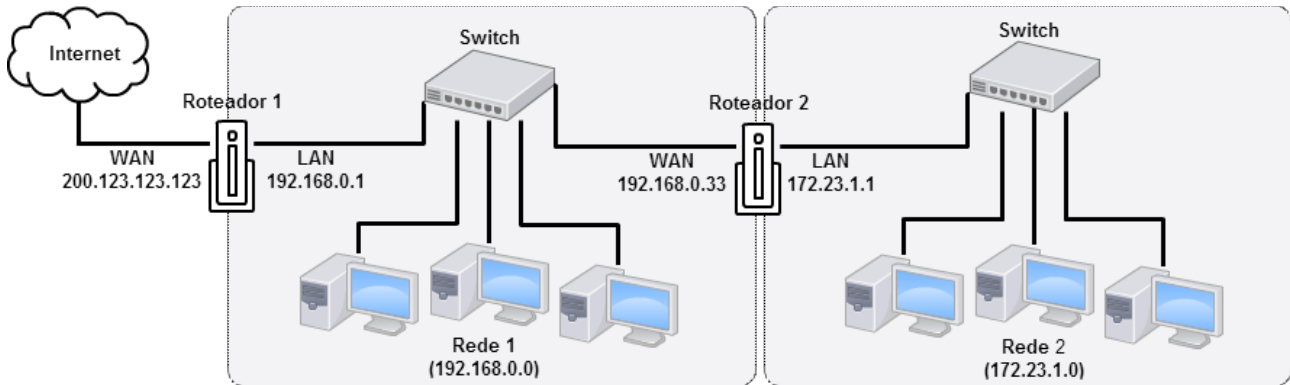 Internet
Roteador 1
WAN
200.123.123.123
LAN
192.168.0.1
Switch
Rede 1
(192.168.0.0)
Roteador 2
WAN
192.168.0.33
LAN
172.23.1.1
Switch
Rede 2
(172.23.1.0)